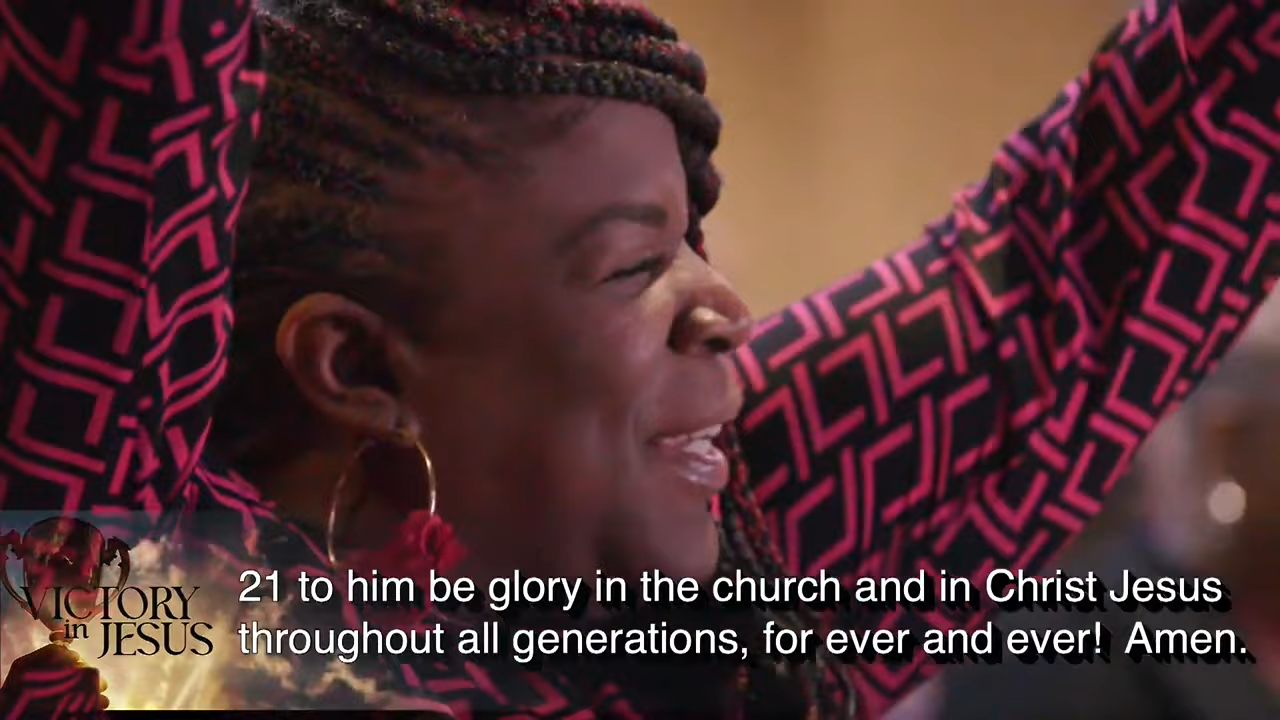 VICTORY
in JESUS
21 to him be glory in the church and in Christ Jesus
throughout all generations, for ever and ever!  Amen.